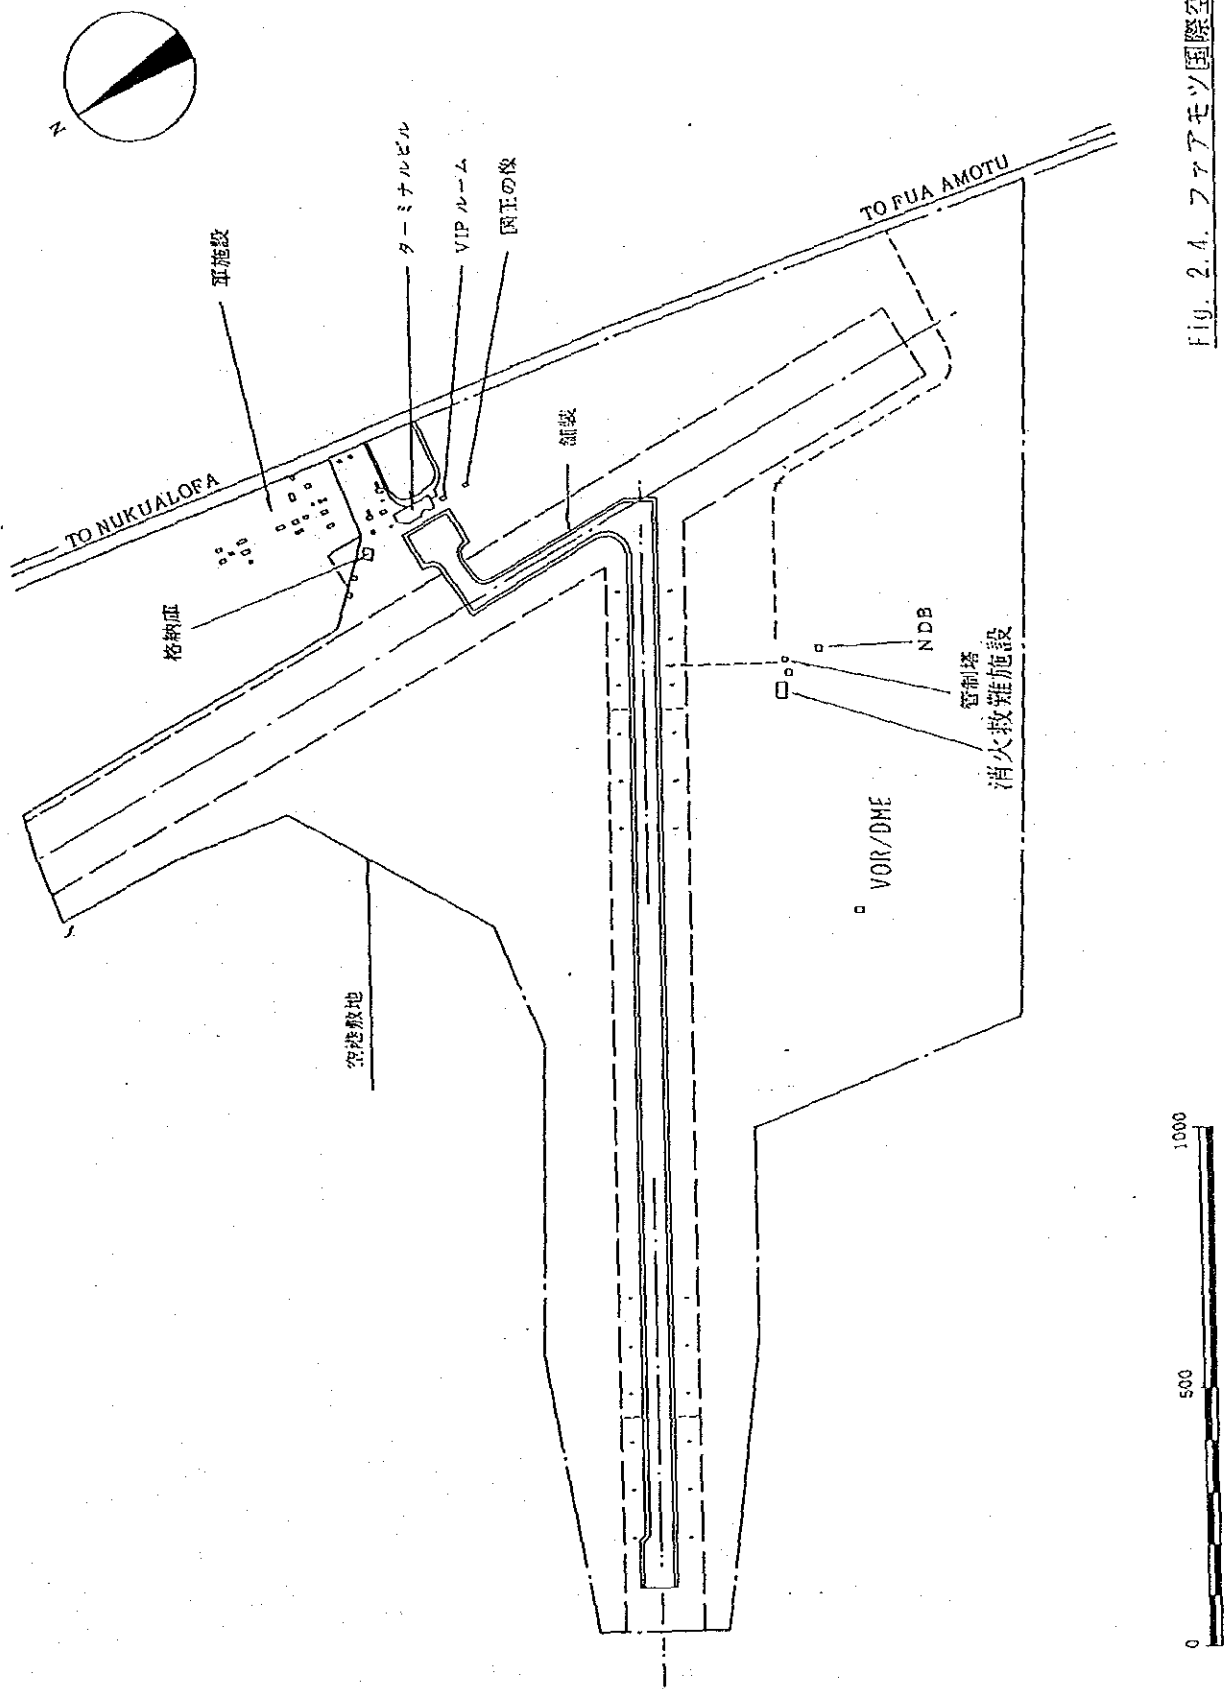 N
軍施設
ターミナルビル
VIP ルーム
国王の像
TO NUKUALOFA
TO FUA AMOTU
舗装
格納庫
空港敷地
NDB
管制塔
消火救難施設
VOR/DME
0 500 1000
Fig. 2.4. ファアモツ国際空